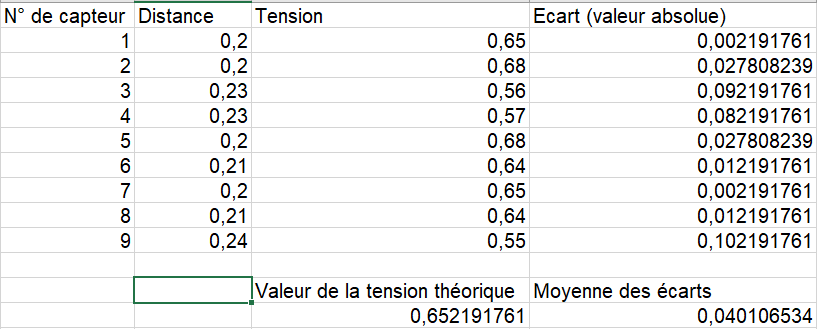 N° de capteur Distance Tension Ecart (valeur absolue)
1 0,2 0,65 0,002191761
2 0,2 0,68 0,027808239
3 0,23 0,56 0,092191761
4 0,23 0,57 0,082191761
5 0,2 0,68 0,027808239
6 0,21 0,64 0,012191761
7 0,2 0,65 0,002191761
8 0,21 0,64 0,012191761
9 0,24 0,55 0,102191761
Valeur de la tension théorique Moyenne des écarts
0,652191761 0,040106534